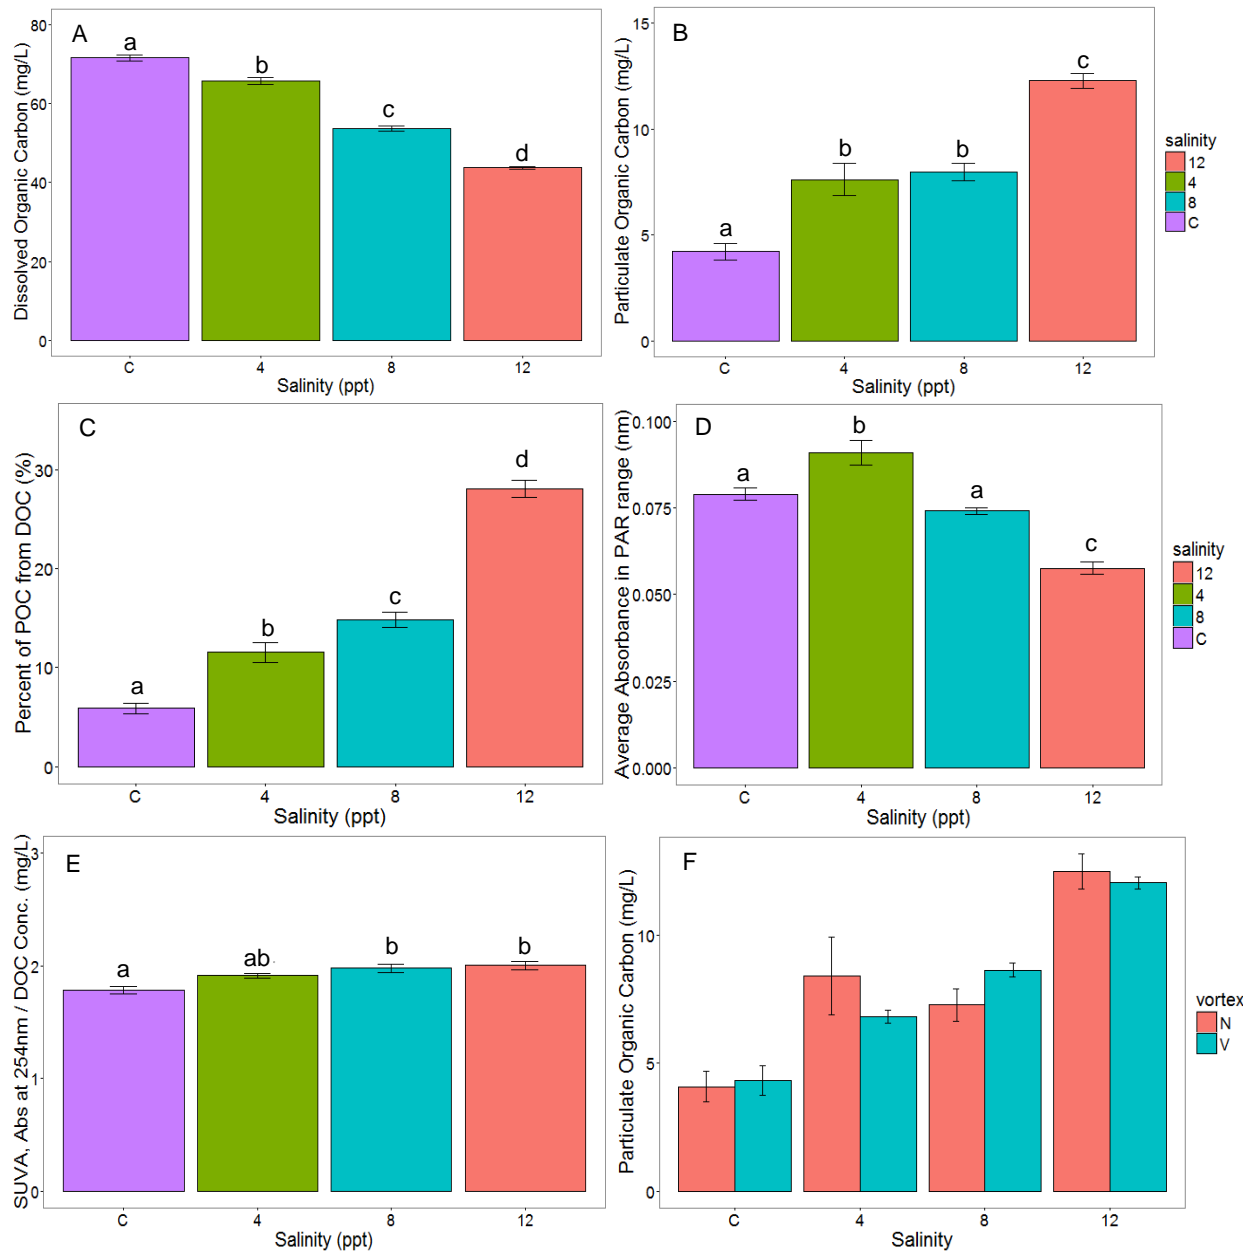 A
Dissolved Organic Carbon (mg/L)
80
60
40
20
0
a
b
c
d
C 4 8 12
Salinity (ppt)
B
Particulate Organic Carbon (mg/L)
15
10
5
0
a
b
b
c
C 4 8 12
Salinity (ppt)
salinity
12
4
8
C
C
Percent of POC from DOC (%)
30
20
10
0
a
b
c
d
C 4 8 12
Salinity (ppt)
D
Average Absorbance in PAR range (nm)
0.100
0.075
0.050
0.025
0.000
a
b
a
c
C 4 8 12
Salinity (ppt)
salinity
12
4
8
C
E
SUVA, Abs at 254nm / DOC Conc. (mg/L)
3
2
1
0
a
ab
b
b
C 4 8 12
Salinity (ppt)
F
Particulate Organic Carbon (mg/L)
10
5
0
C 4 8 12
Salinity
vortex
N
V